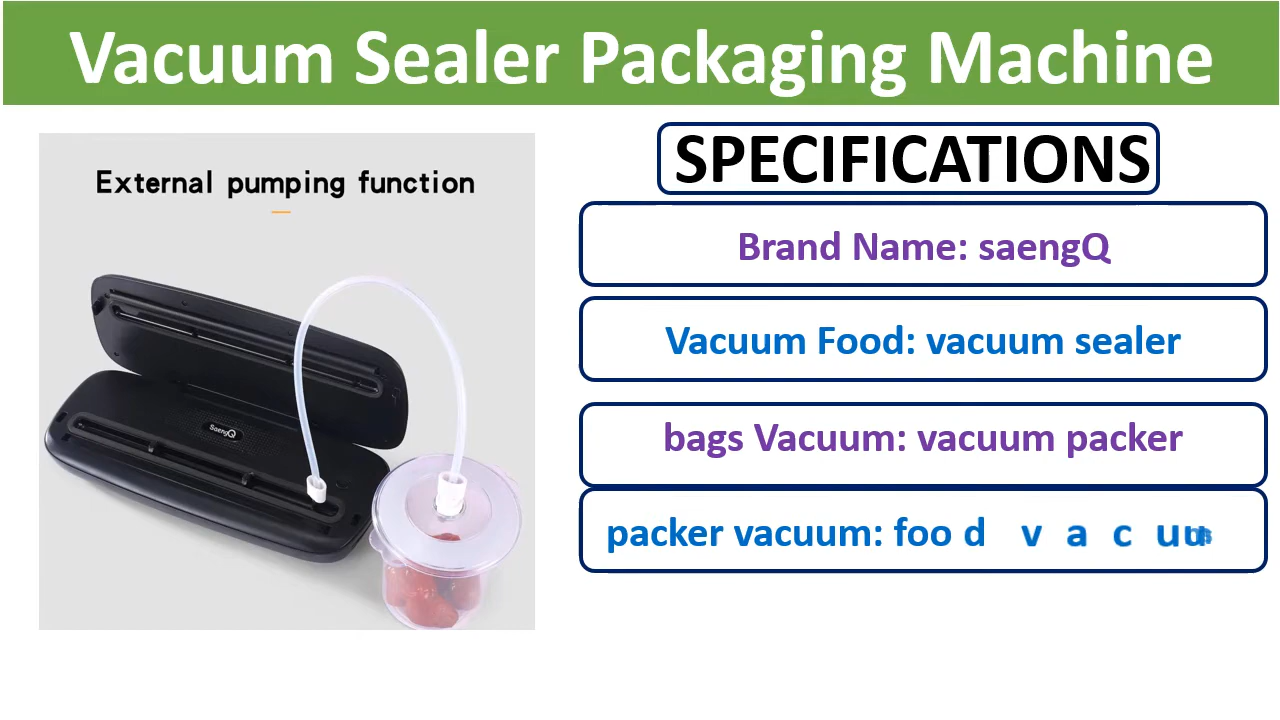 Vacuum Sealer Packaging Machine
External pumping function
SaengQ
SPECIFICATIONS
Brand Name: saengQ
Vacuum Food: vacuum sealer
bags Vacuum: vacuum packer
packer vacuum: food